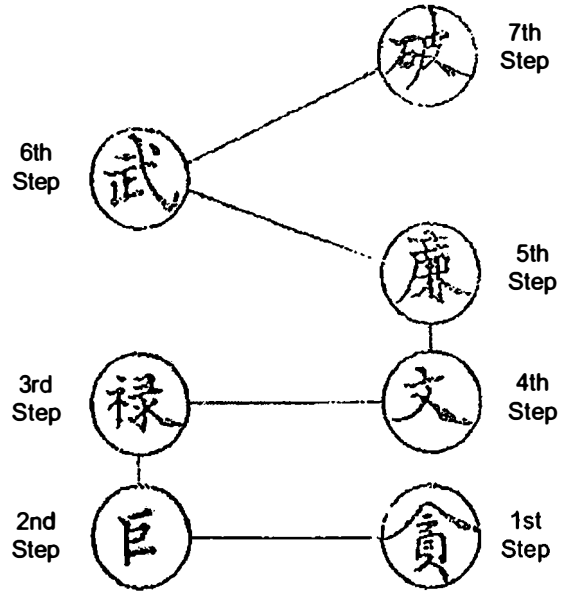 7th
Step
破
6th
Step
武
5th
Step
廉
3rd
Step
禄
4th
Step
文
2nd
Step
巨
1st
Step
貪